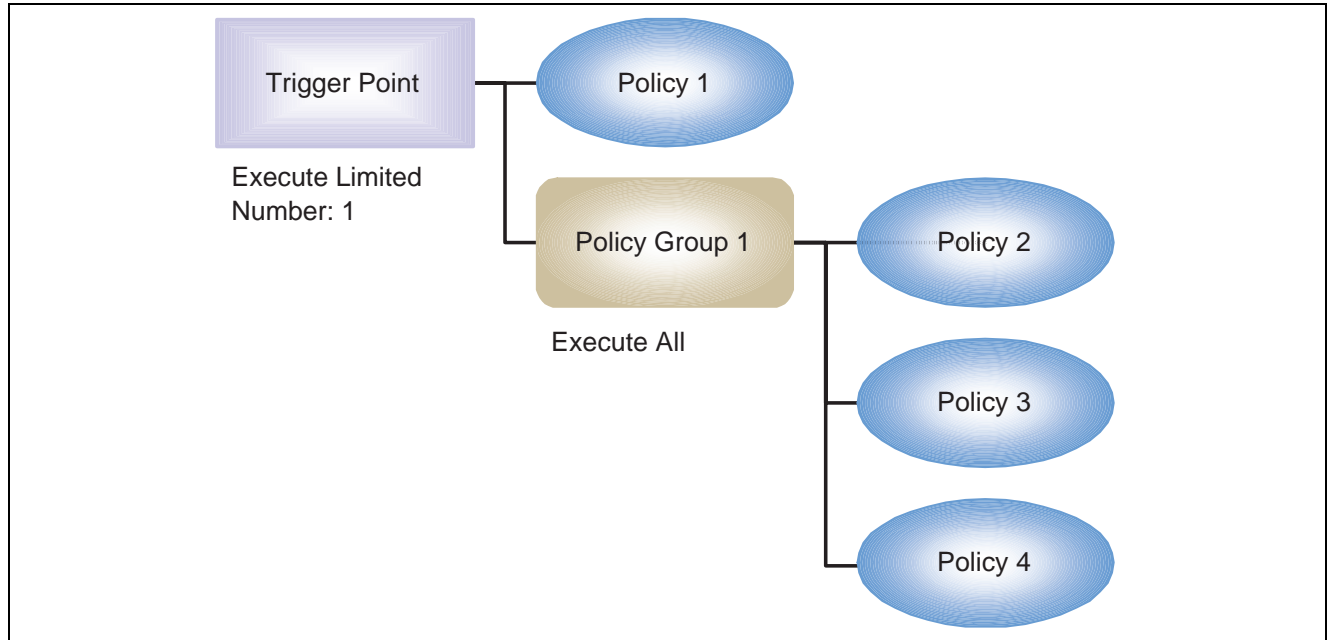 Trigger Point
Policy 1
Execute Limited
Number: 1
Policy Group 1
Policy 2
Execute All
Policy 3
Policy 4